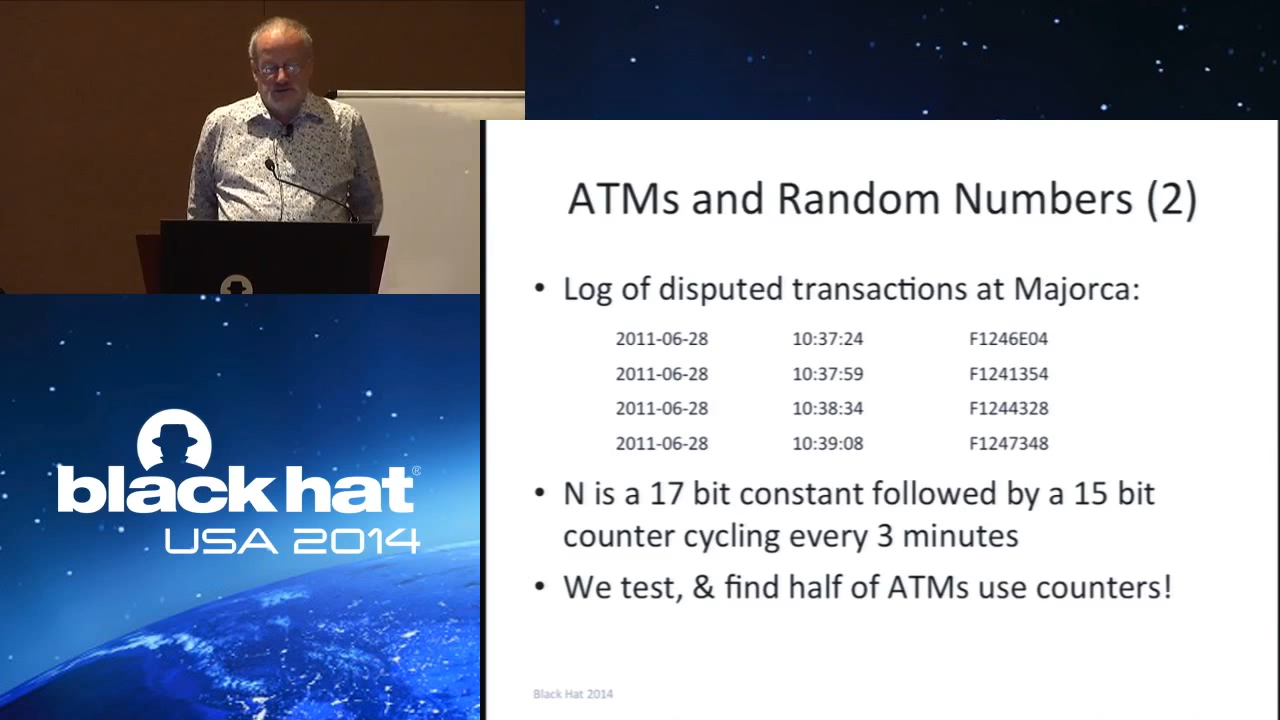 ATMs and Random Numbers (2)
• Log of disputed transactions at Majorca:
2011-06-28 10:37:24 F1246E04
2011-06-28 10:37:59 F1241354
2011-06-28 10:38:34 F1244328
2011-06-28 10:39:08 F1247348
• N is a 17 bit constant followed by a 15 bit
counter cycling every 3 minutes
• We test, & find half of ATMs use counters!
Black Hat 2014
black hat®
USA 2014